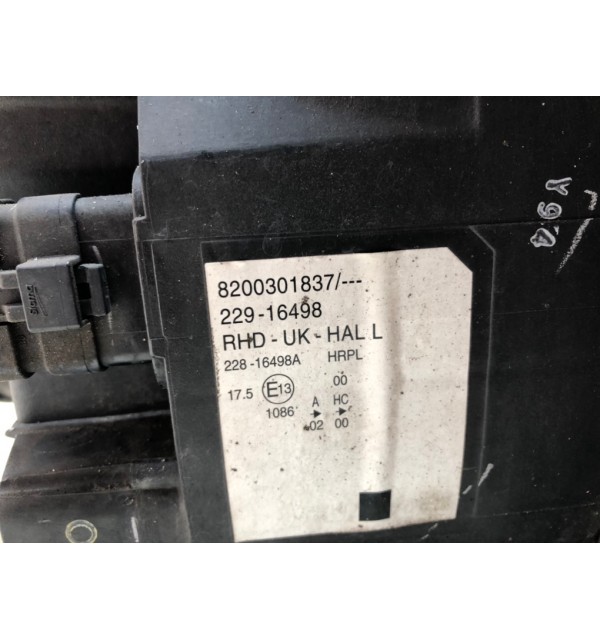 8200301837/---
229-16498
RHD - UK - HAL L
228-16498A HRPL
17.5 E13 00
1086 A HC
02 00